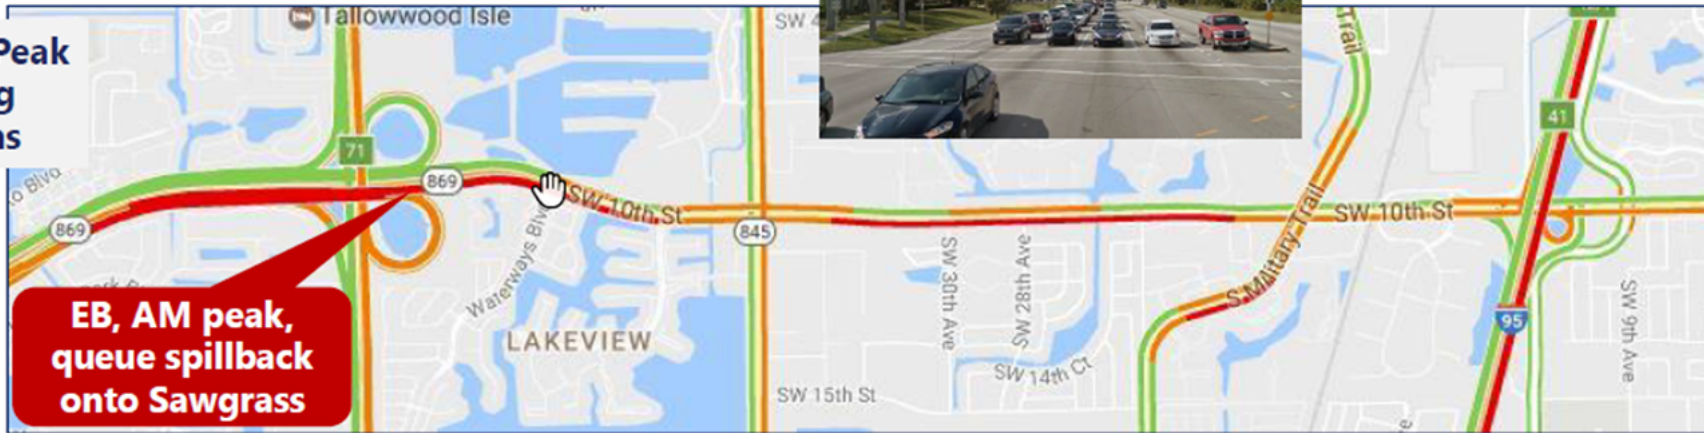 Tallowwood Isle
Peak
SW 4
Trail
71
41
869
SW 10th St
869
845
SW 10th St
Waterways Blvd
SW 30th Ave
SW 28th Ave
S Military Trail
EB, AM peak,
queue spillback
onto Sawgrass
LAKEVIEW
95
SW 9th Ave
SW 14th Ct
SW 15th St